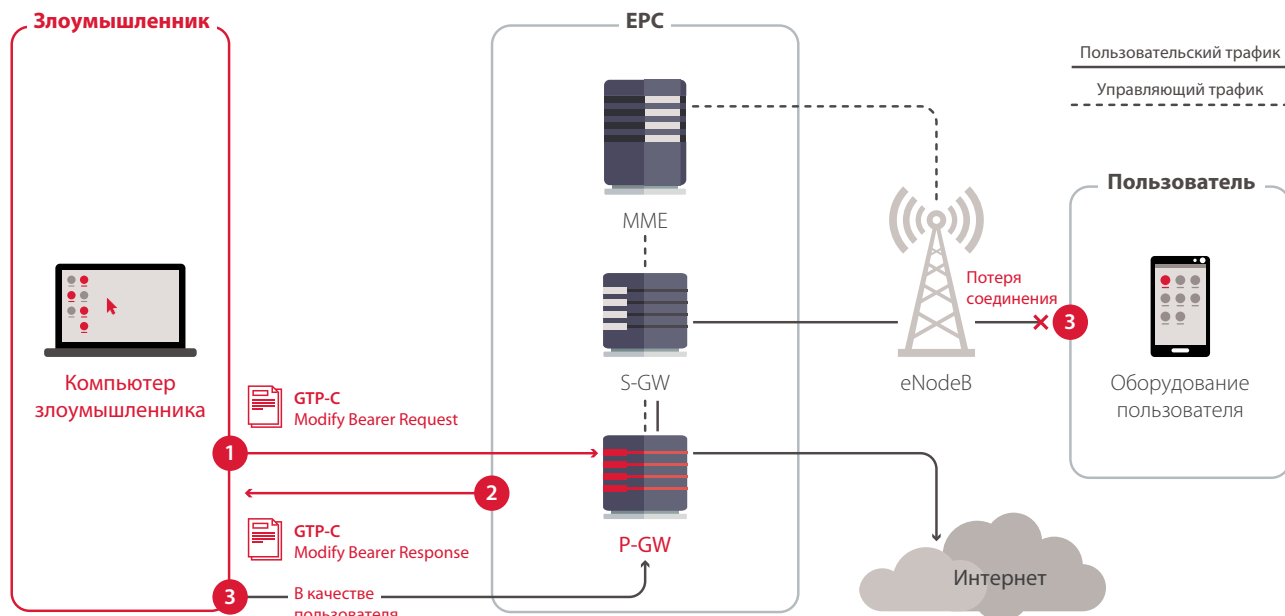 Злоумышленник
EPC
Пользовательский трафик
Управляющий трафик
MME
Пользователь
Потеря
соединения
3
Компьютер
злоумышленника
S-GW
eNodeB
Оборудование
пользователя
GTP-C
Modify Bearer Request
1
2
GTP-C
Modify Bearer Response
P-GW
Интернет
3
В качестве
пользователя